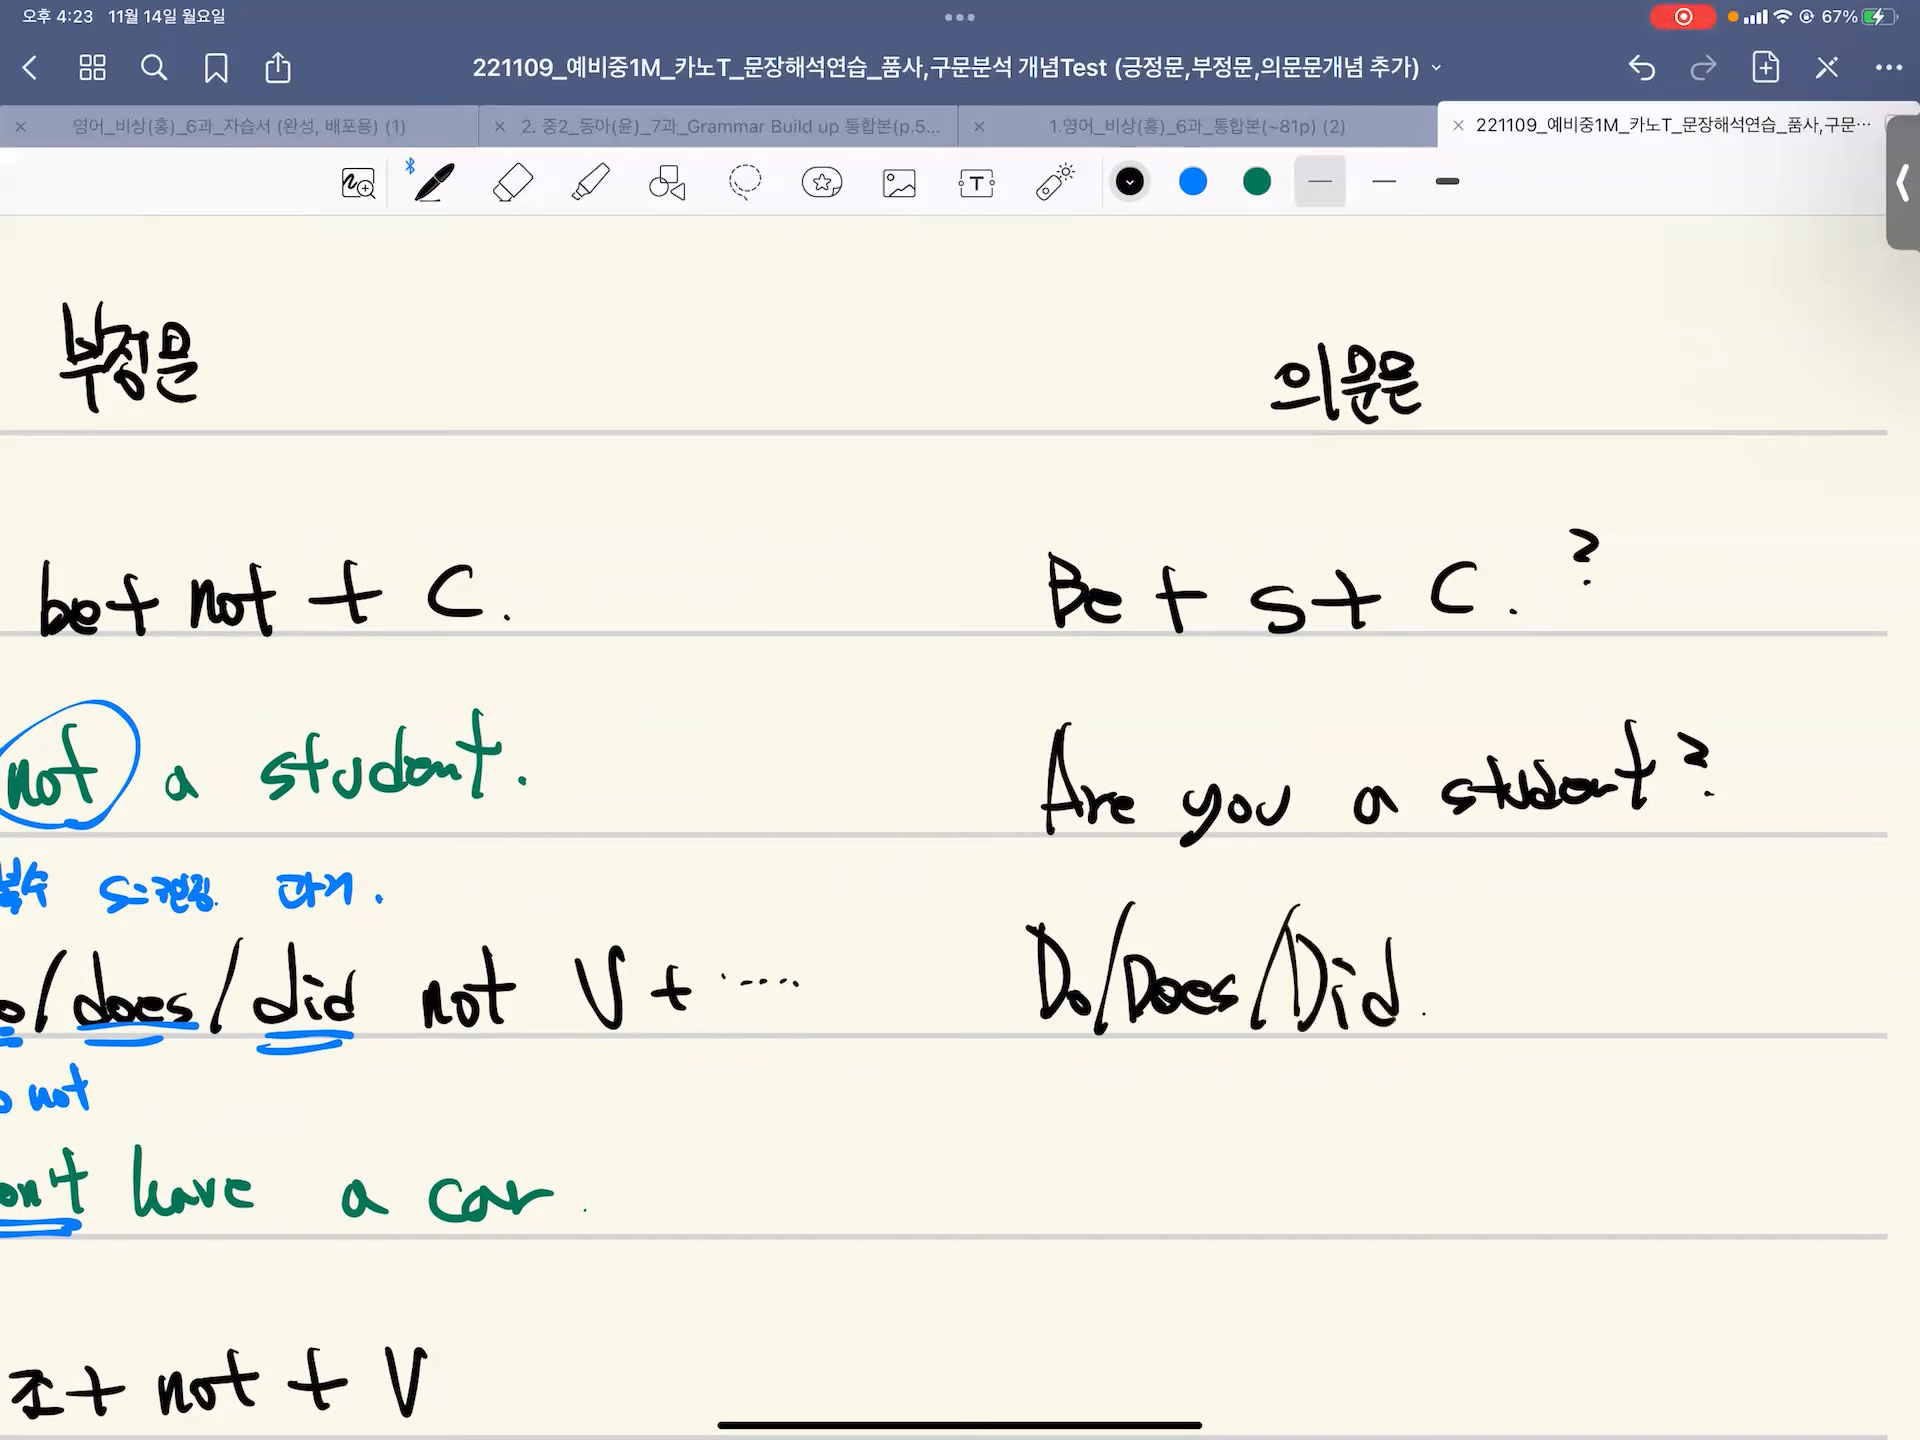 오후 4:23 11월 14일 월요일
67%
221109_예비중1M_카노T_문장해석연습_품사,구문분석 개념Test (긍정문,부정문,의문문개념 추가)
영어_비상(홍)_6과_자습서 (완성, 배포용) (1)
2. 중2_동아(윤)_7과_Grammar Build up 통합본(p.5...
1.영어_비상(홍)_6과_통합본(~81p) (2)
221109_예비중1M_카노T_문장해석연습_품사,구문…
부정문
의문문
be + not + C.
Be + S + C. ?
not a student.
Are you a student?
복수 과거.
/does/did not V + .....
Do/Does/Did.
not
on't have a car.
조 + not + V